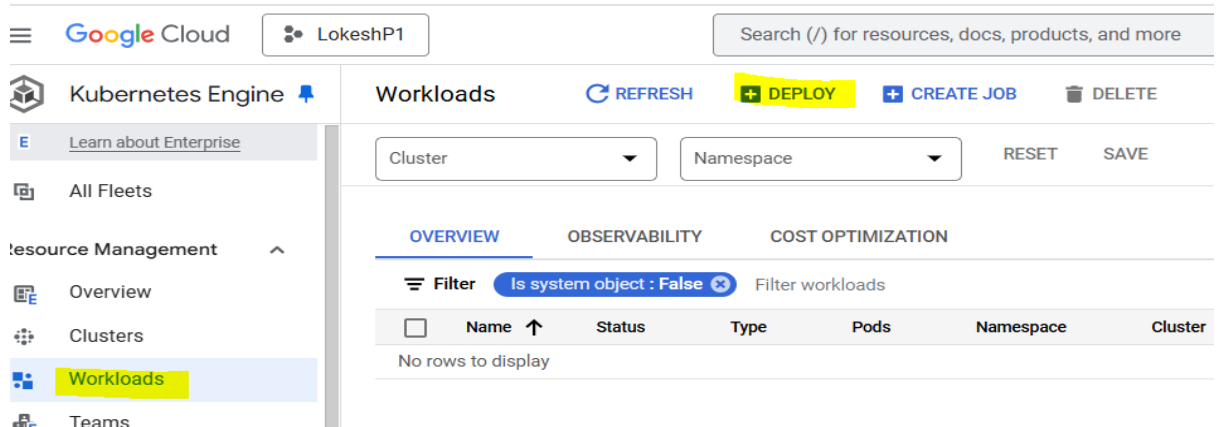 Google Cloud LokeshP1 Search (/) for resources, docs, products, and more
Kubernetes Engine
Workloads REFRESH DEPLOY CREATE JOB DELETE
E Learn about Enterprise
Cluster Namespace RESET SAVE
All Fleets
Resource Management
OVERVIEW OBSERVABILITY COST OPTIMIZATION
Filter Is system object : False Filter workloads
Overview
Name Status Type Pods Namespace Cluster
Clusters
No rows to display
Workloads
Teams